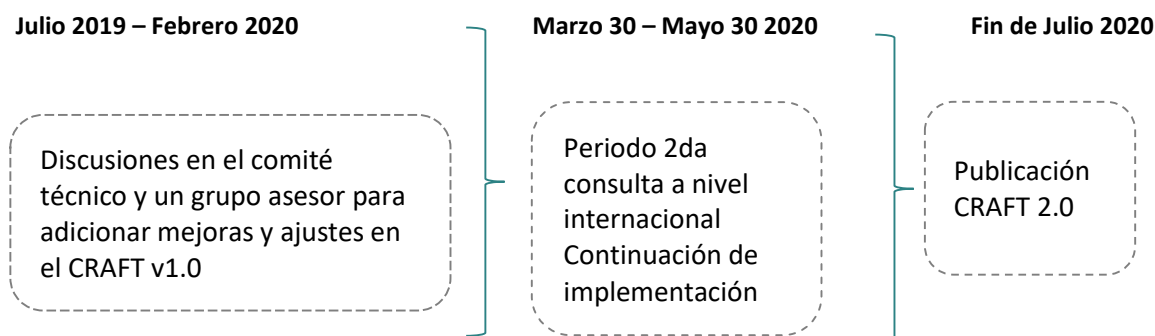 Julio 2019 – Febrero 2020
Discusiones en el comité
técnico y un grupo asesor para
adicionar mejoras y ajustes en
el CRAFT v1.0
Marzo 30 – Mayo 30 2020
Periodo 2da
consulta a nivel
internacional
Continuación de
implementación
Fin de Julio 2020
Publicación
CRAFT 2.0